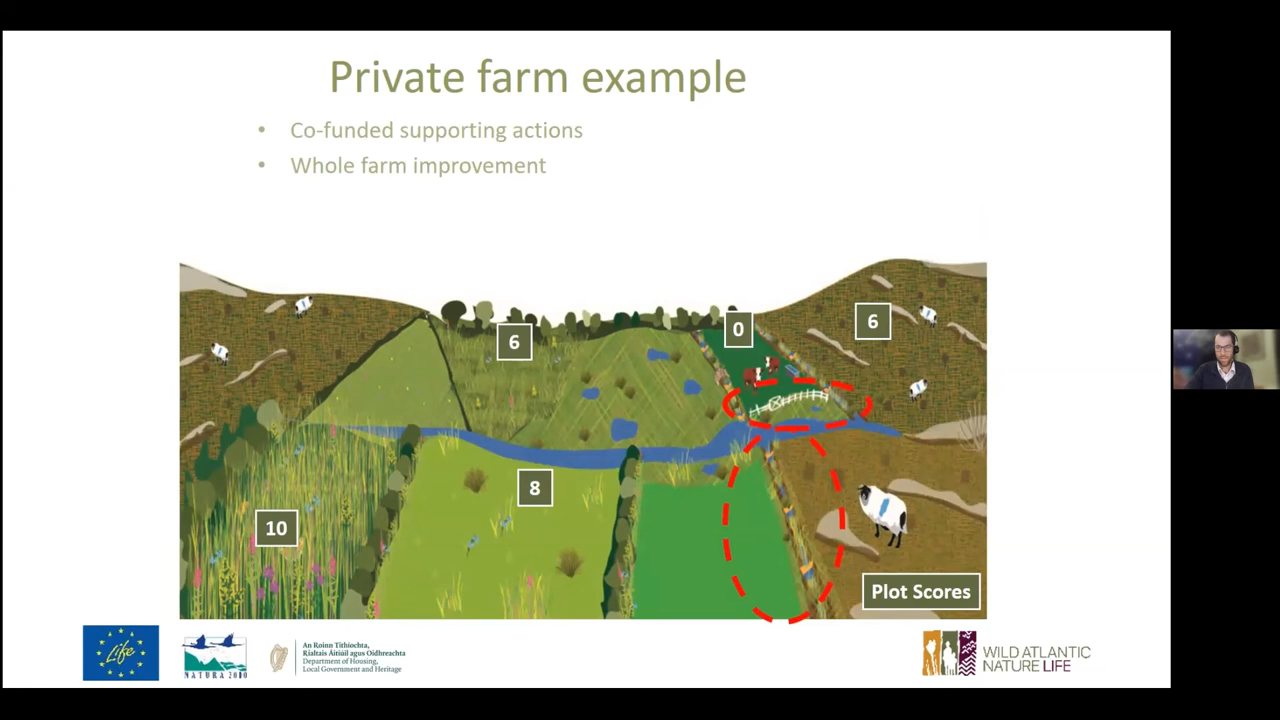 Private farm example
• Co-funded supporting actions
• Whole farm improvement
0
6
6
8
10
Plot Scores
Life
NATURA 2000
An Roinn Tithíochta,
Rialtais Áitiúil agus Oidhreachta
Department of Housing,
Local Government and Heritage
WILD ATLANTIC
NATURE LIFE